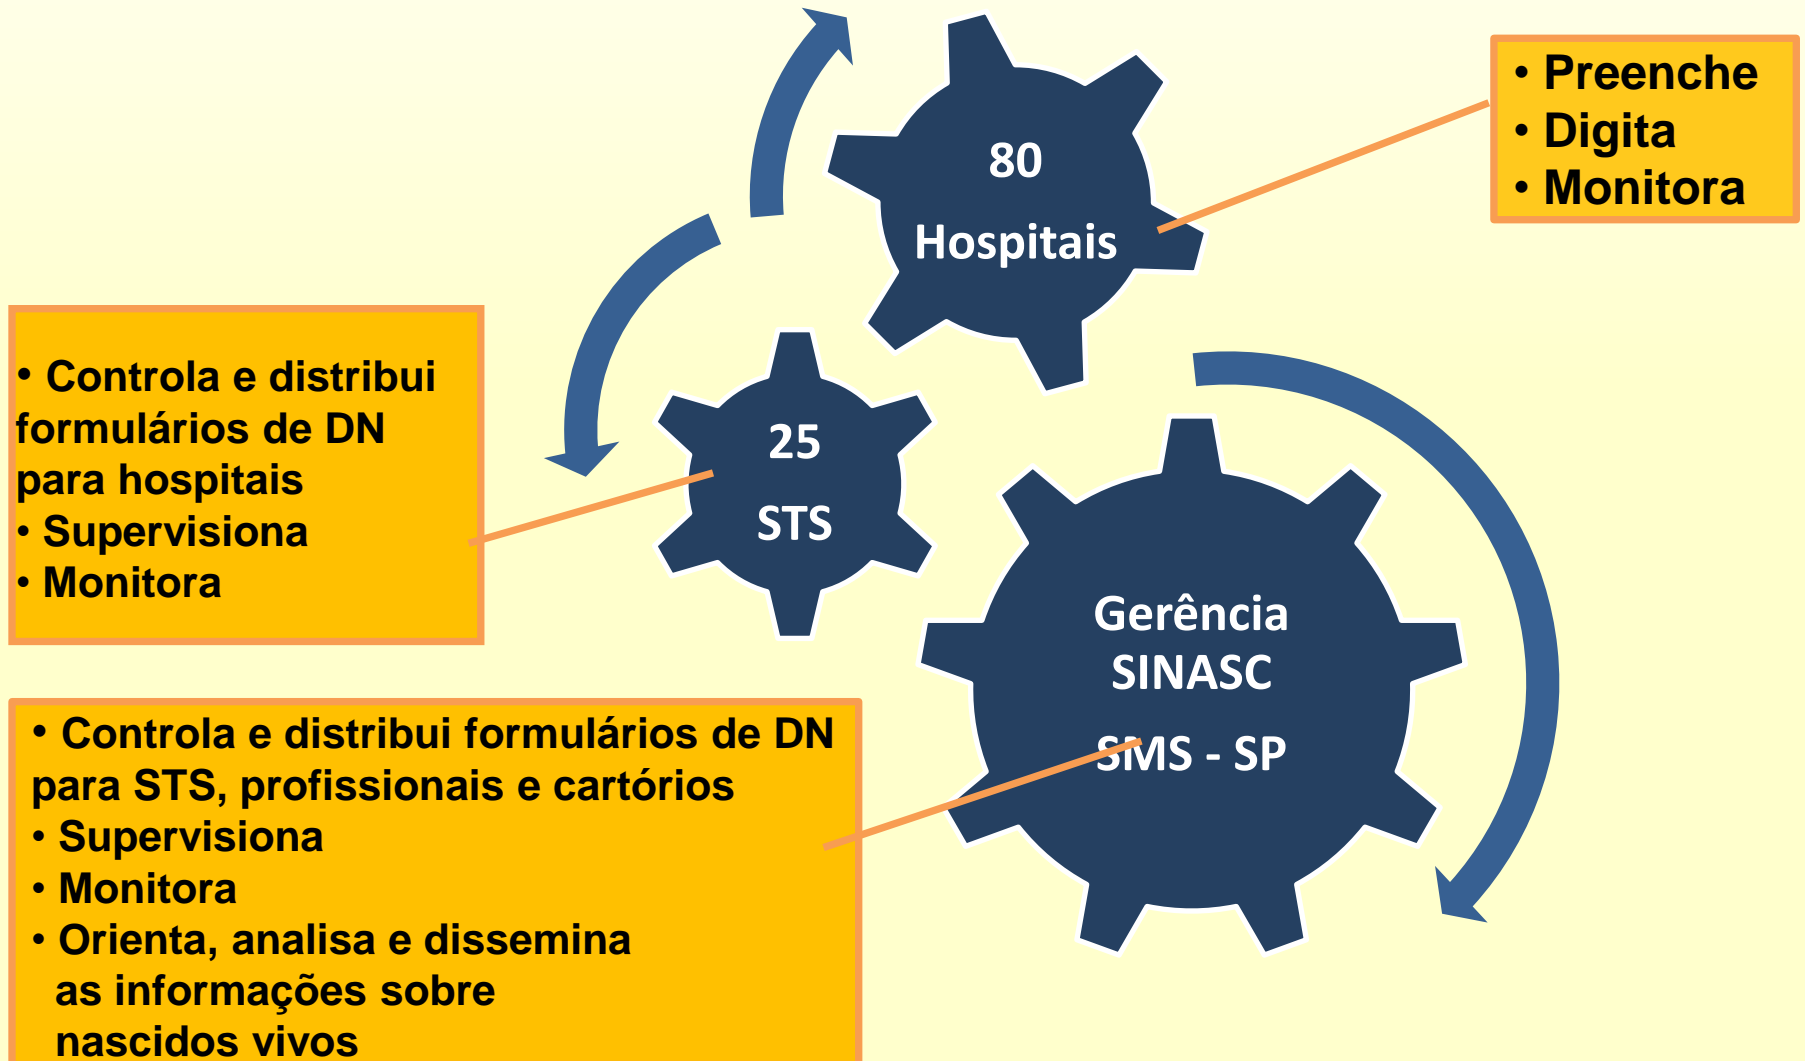 80
Hospitais
• Preenche
• Digita
• Monitora
• Controla e distribui
formulários de DN
para hospitais
• Supervisiona
• Monitora
25
STS
Gerência
SINASC
SMS - SP
• Controla e distribui formulários de DN
para STS, profissionais e cartórios
• Supervisiona
• Monitora
• Orienta, analisa e dissemina
as informações sobre
nascidos vivos